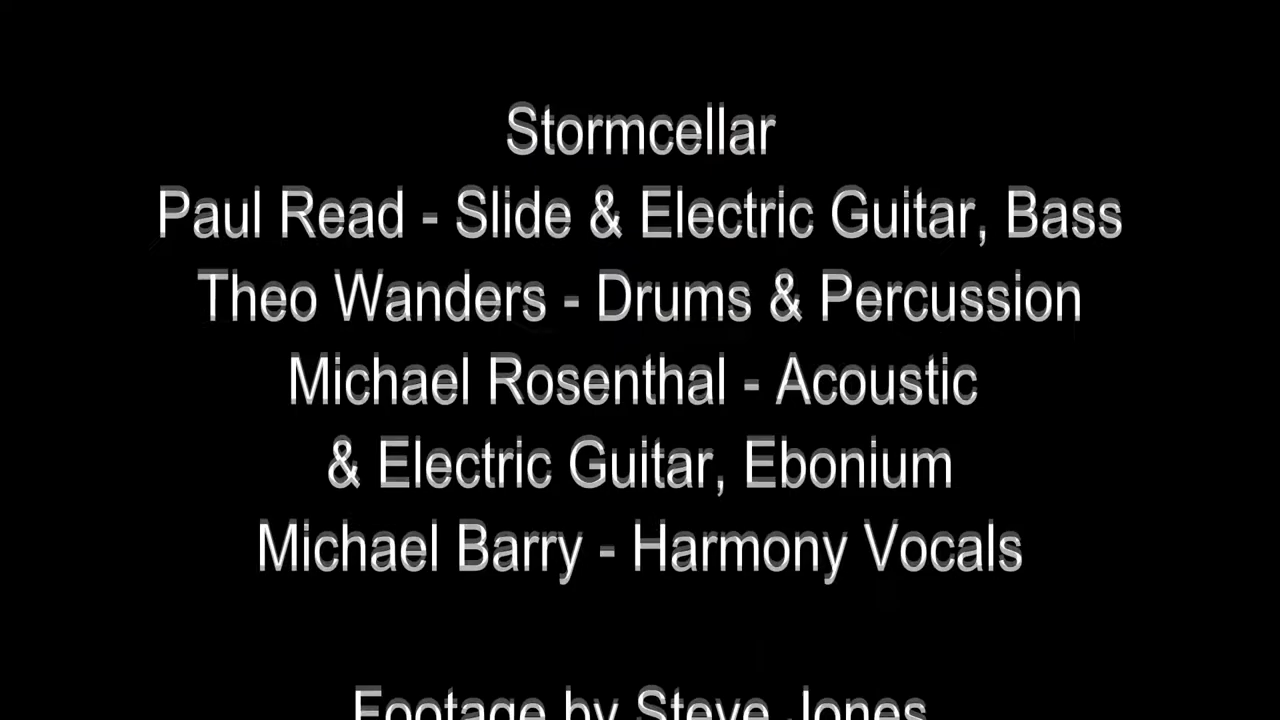 Stormcellar
Paul Read - Slide & Electric Guitar, Bass
Theo Wanders - Drums & Percussion
Michael Rosenthal - Acoustic
& Electric Guitar, Ebonium
Michael Barry - Harmony Vocals
Footage by Steve Jones